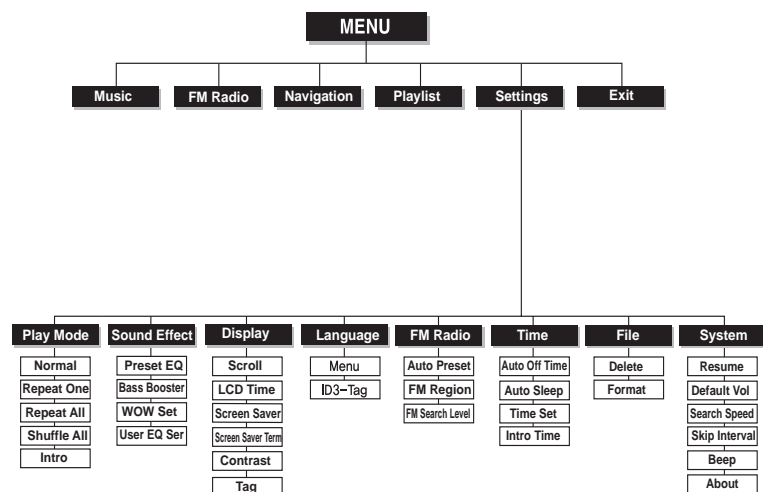 MENU
Music
FM Radio
Navigation
Playlist
Settings
Exit
Play Mode
Normal
Repeat One
Repeat All
Shuffle All
Intro
Sound Effect
Preset EQ
Bass Booster
WOW Set
User EQ Ser
Display
Scroll
LCD Time
Screen Saver
Screen Saver Term
Contrast
Tag
Language
Menu
ID3-Tag
FM Radio
Auto Preset
FM Region
FM Search Level
Time
Auto Off Time
Auto Sleep
Time Set
Intro Time
File
Delete
Format
System
Resume
Default Vol
Search Speed
Skip Interval
Beep
About